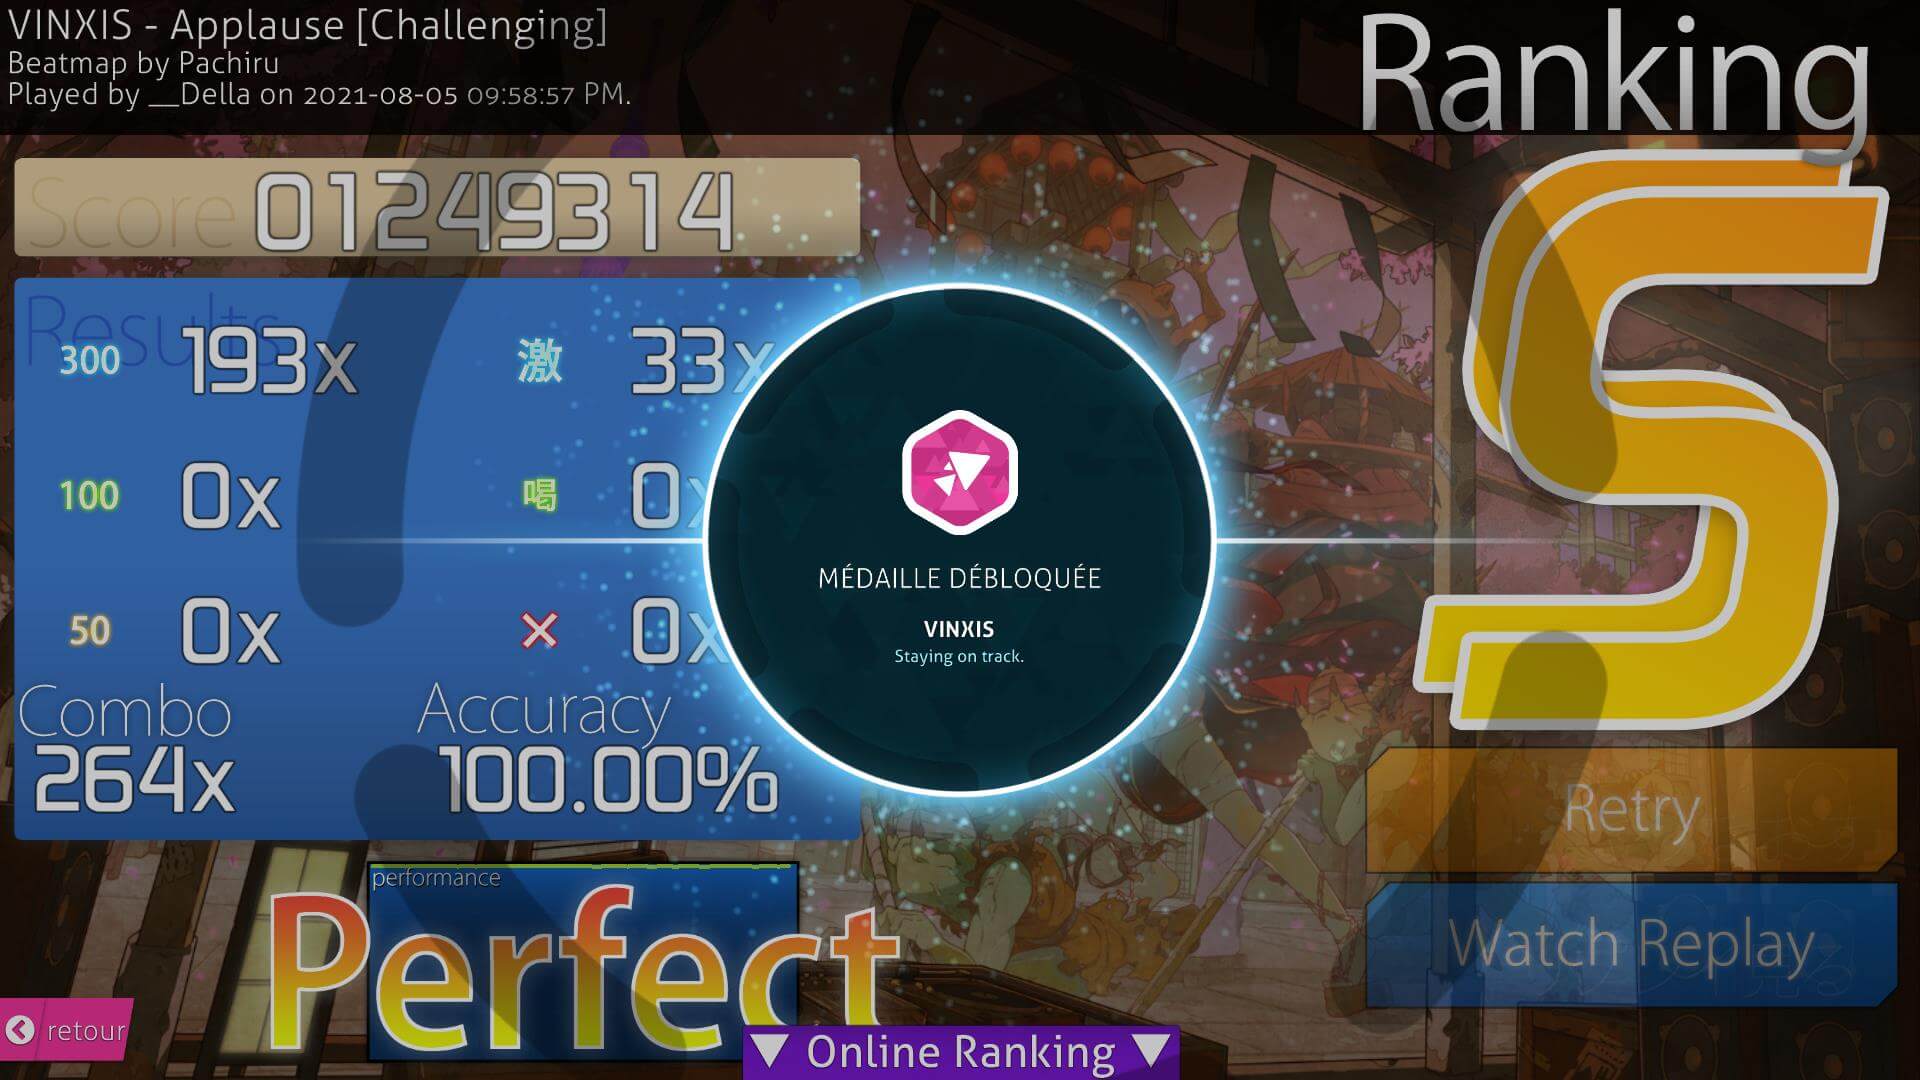 VINXIS - Applause [Challenging]
Beatmap by Pachiru
Played by __Della on 2021-08-05 09:58:57 PM.
Ranking
Score 01249314
Results
300 193x 激 33x
100 0x 喝 0x
50 0x 0x
Combo Accuracy
264x 100.00%
S
MÉDAILLE DÉBLOQUÉE
VINXIS
Staying on track.
Retry
Watch Replay
performance
Perfect
retour
Online Ranking